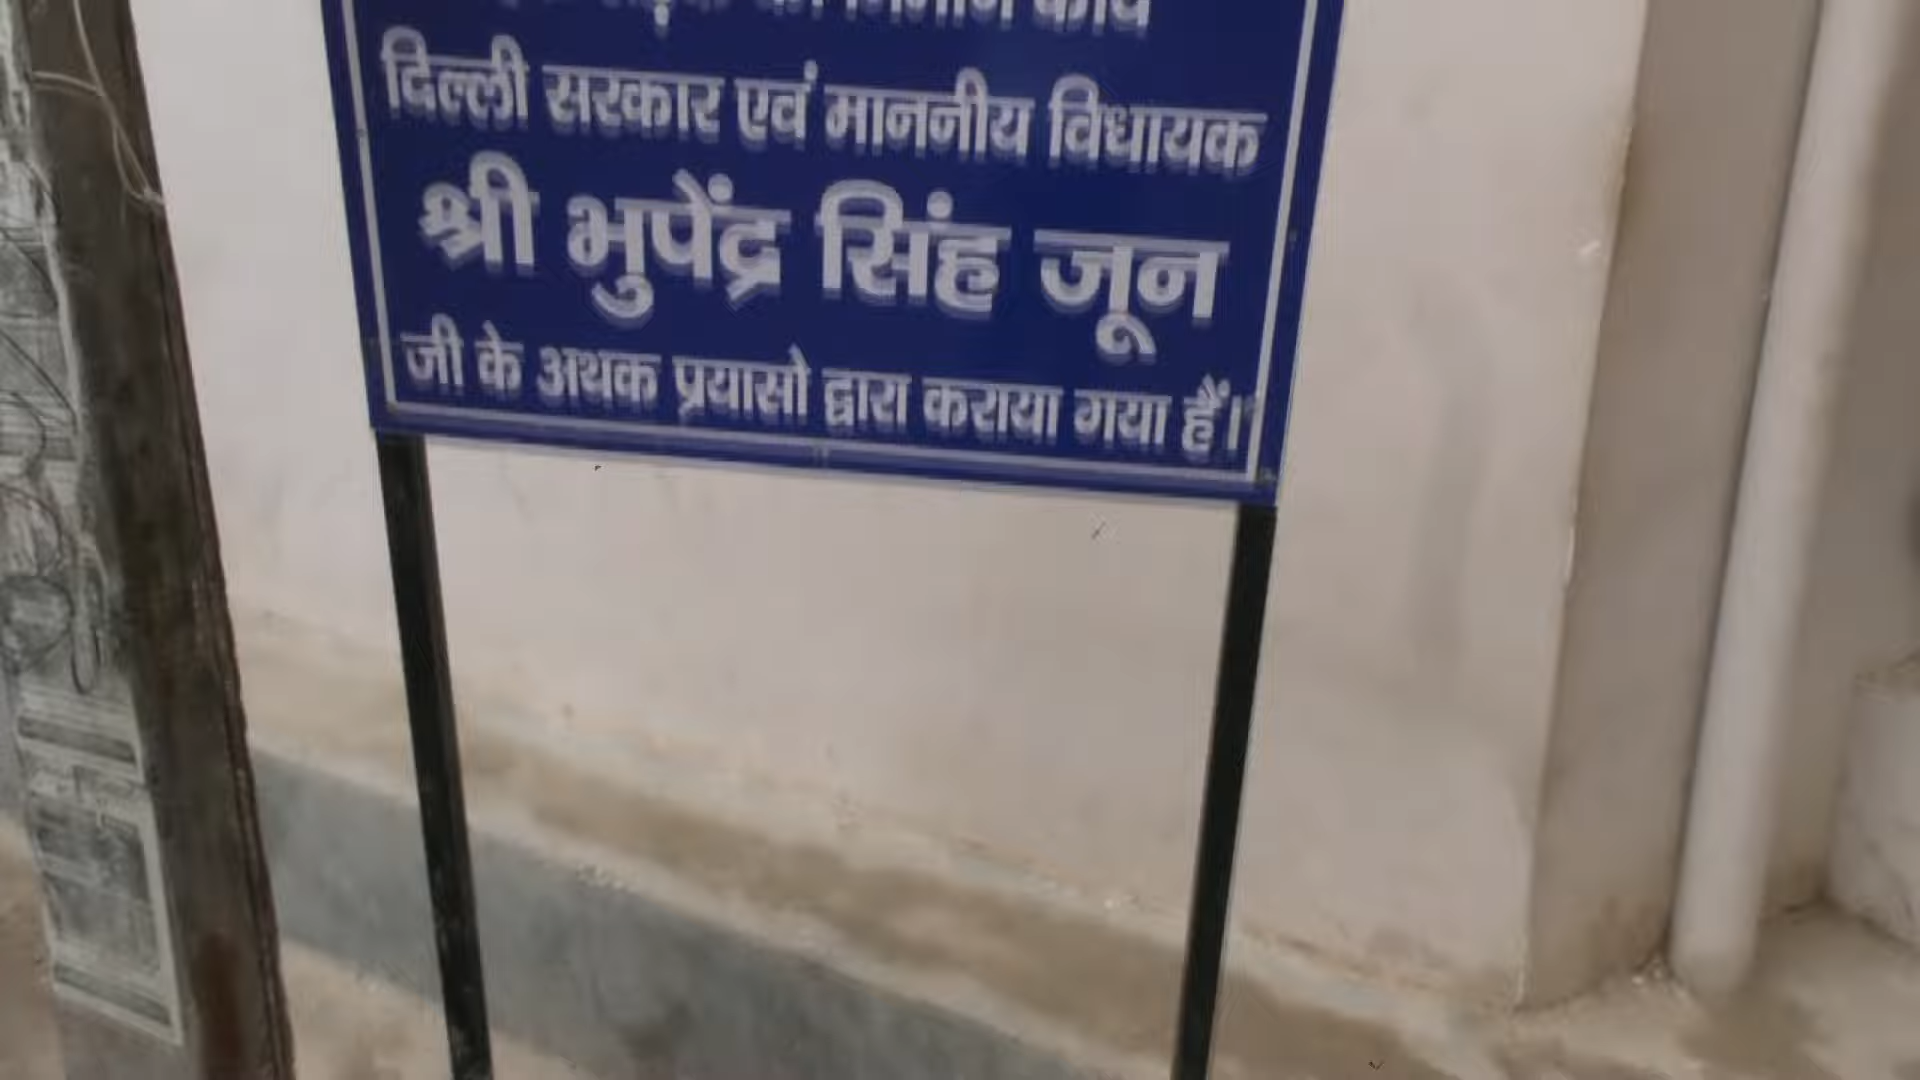 निर्माण कार्य
दिल्ली सरकार एवं माननीय विधायक
श्री भुपेंद्र सिंह जून
जी के अथक प्रयासो द्वारा कराया गया हैं।